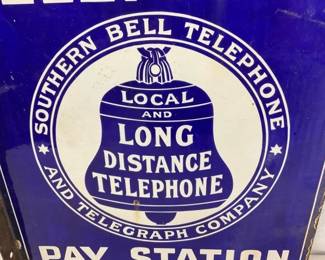 SOUTHERN BELL TELEPHONE
AND TELEGRAPH COMPANY
LOCAL
AND
LONG
DISTANCE
TELEPHONE
PAY STATION